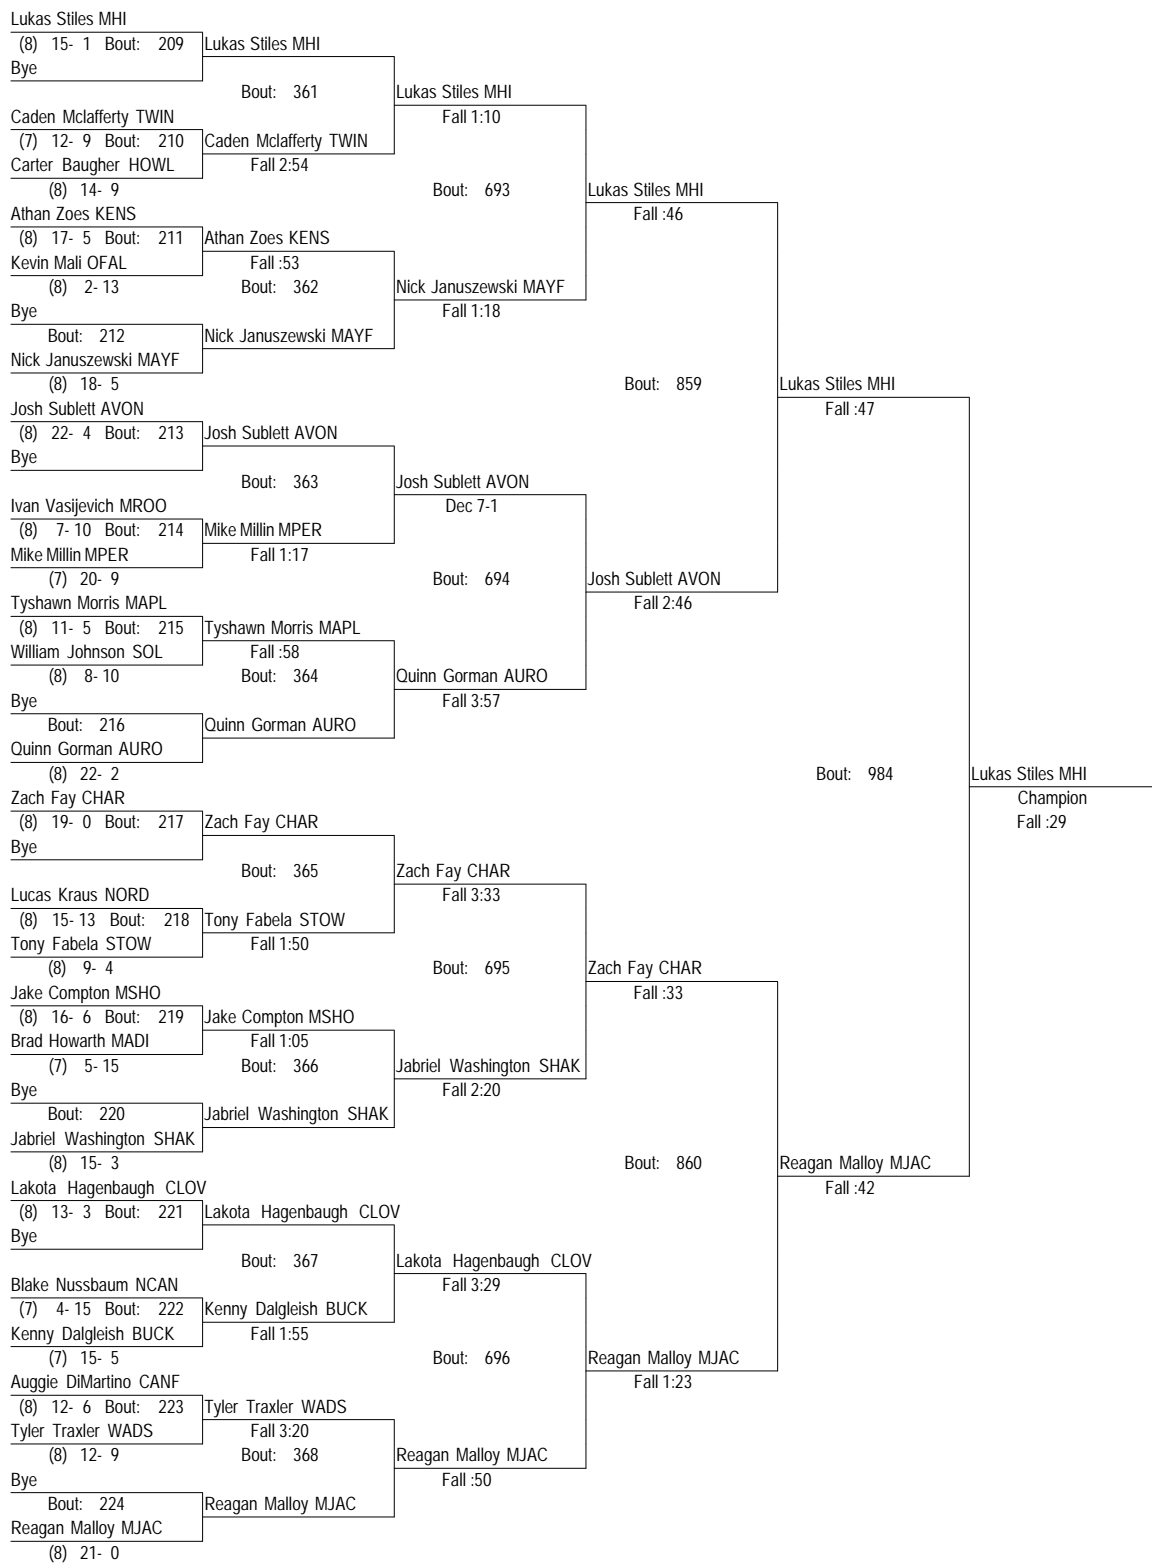 Lukas Stiles MHI
(8) 15- 1 Bout: 209 Lukas Stiles MHI
Bye
Bout: 361 Lukas Stiles MHI
Caden Mclafferty TWIN Fall 1:10
(7) 12- 9 Bout: 210 Caden Mclafferty TWIN
Carter Baugher HOWL Fall 2:54
(8) 14- 9 Bout: 693 Lukas Stiles MHI
Athan Zoes KENS Fall :46
(8) 17- 5 Bout: 211 Athan Zoes KENS
Kevin Mali OFAL Fall :53
(8) 2- 13 Bout: 362 Nick Januszewski MAYF
Bye Fall 1:18
Bout: 212 Nick Januszewski MAYF
Nick Januszewski MAYF
(8) 18- 5 Bout: 859 Lukas Stiles MHI
Josh Sublett AVON Fall :47
(8) 22- 4 Bout: 213 Josh Sublett AVON
Bye
Bout: 363 Josh Sublett AVON
Ivan Vasijevich MROO Dec 7-1
(8) 7- 10 Bout: 214 Mike Millin MPER
Mike Millin MPER Fall 1:17
(7) 20- 9 Bout: 694 Josh Sublett AVON
Tyshawn Morris MAPL Fall 2:46
(8) 11- 5 Bout: 215 Tyshawn Morris MAPL
William Johnson SOL Fall :58
(8) 8- 10 Bout: 364 Quinn Gorman AURO
Bye Fall 3:57
Bout: 216 Quinn Gorman AURO
Quinn Gorman AURO
(8) 22- 2 Bout: 984 Lukas Stiles MHI
Zach Fay CHAR Champion
(8) 19- 0 Bout: 217 Zach Fay CHAR Fall :29
Bye
Bout: 365 Zach Fay CHAR
Lucas Kraus NORD Fall 3:33
(8) 15- 13 Bout: 218 Tony Fabela STOW
Tony Fabela STOW Fall 1:50
(8) 9- 4 Bout: 695 Zach Fay CHAR
Jake Compton MSHO Fall :33
(8) 16- 6 Bout: 219 Jake Compton MSHO
Brad Howarth MADI Fall 1:05
(7) 5- 15 Bout: 366 Jabriel Washington SHAK
Bye Fall 2:20
Bout: 220 Jabriel Washington SHAK
Jabriel Washington SHAK
(8) 15- 3 Bout: 860 Reagan Malloy MJAC
Lakota Hagenbaugh CLOV Fall :42
(8) 13- 3 Bout: 221 Lakota Hagenbaugh CLOV
Bye
Bout: 367 Lakota Hagenbaugh CLOV
Blake Nussbaum NCAN Fall 3:29
(7) 4- 15 Bout: 222 Kenny Dalgleish BUCK
Kenny Dalgleish BUCK Fall 1:55
(7) 15- 5 Bout: 696 Reagan Malloy MJAC
Auggie DiMartino CANF Fall 1:23
(8) 12- 6 Bout: 223 Tyler Traxler WADS
Tyler Traxler WADS Fall 3:20
(8) 12- 9 Bout: 368 Reagan Malloy MJAC
Bye Fall :50
Bout: 224 Reagan Malloy MJAC
Reagan Malloy MJAC
(8) 21- 0